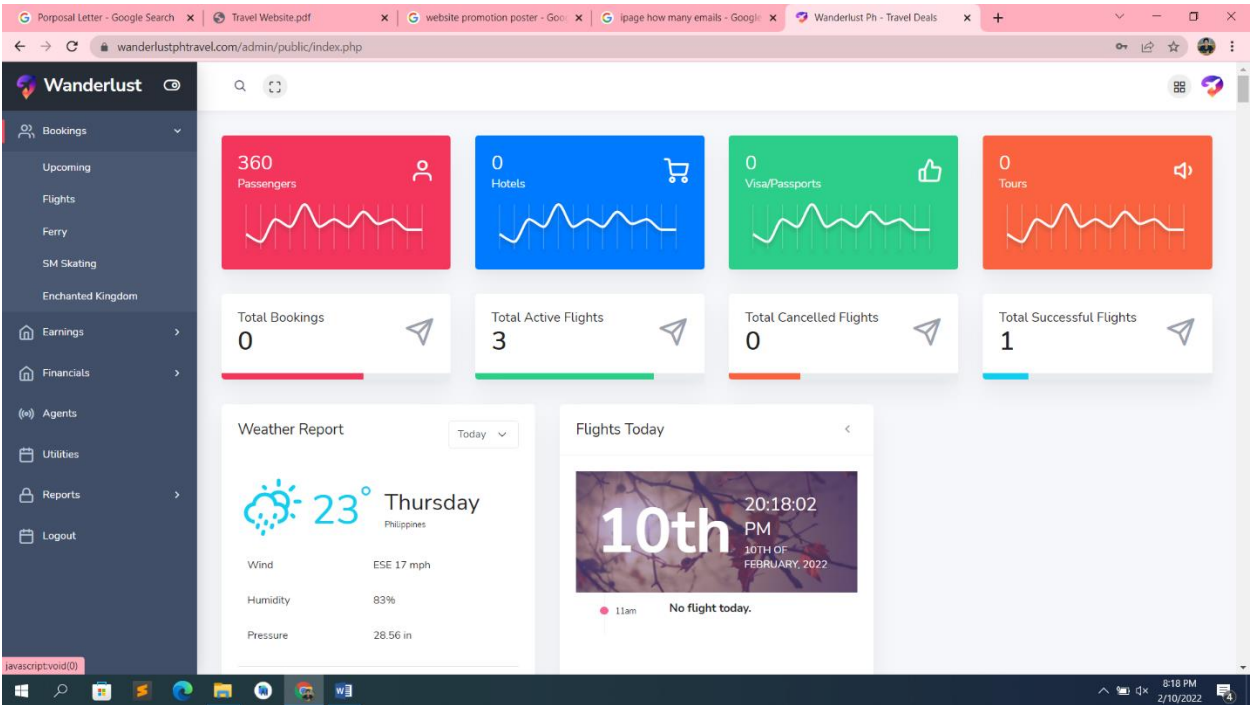 Porposal Letter - Google Search
Travel Website.pdf
website promotion poster - Goo
ipage how many emails - Google
Wanderlust Ph - Travel Deals
wanderlustphtravel.com/admin/public/index.php
Wanderlust
Bookings
Upcoming
Flights
Ferry
SM Skating
Enchanted Kingdom
Earnings
Financials
Agents
Utilities
Reports
Logout
360
Passengers
0
Hotels
0
Visa/Passports
0
Tours
Total Bookings
0
Total Active Flights
3
Total Cancelled Flights
0
Total Successful Flights
1
Weather Report
Today
23°
Thursday
Philippines
Wind ESE 17 mph
Humidity 83%
Pressure 28.56 in
Flights Today
10th
20:18:02
PM
10TH OF
FEBRUARY, 2022
11am No flight today.
javascript:void(0)
8:18 PM
2/10/2022
4